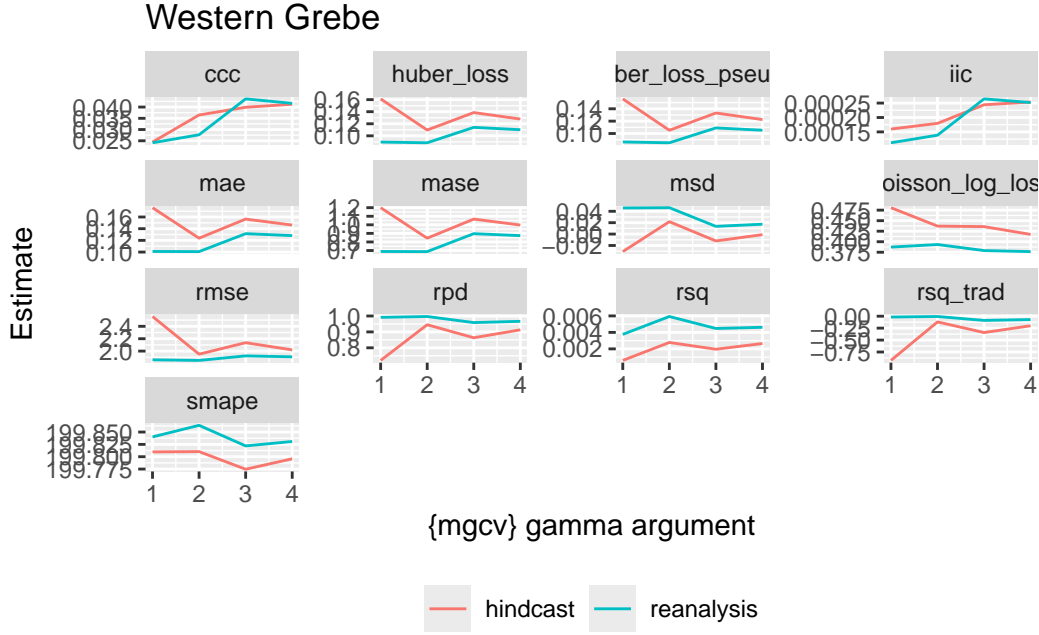 Western Grebe
ccc
huber_loss
ber_loss_pseu
iic
0.040
0.035
0.030
0.025
0.16
0.14
0.12
0.10
0.14
0.12
0.10
0.00025
0.00020
0.00015
mae
mase
msd
oisson_log_los
0.16
0.14
0.12
0.10
1.2
1.1
1.0
0.9
0.8
0.7
0.04
0.02
0.00
−0.02
0.475
0.450
0.425
0.400
0.375
rmse
rpd
rsq
rsq_trad
2.4
2.2
2.0
1.0
0.9
0.8
0.006
0.004
0.002
0.00
−0.25
−0.50
−0.75
smape
1 2 3 4
1 2 3 4
1 2 3 4
199.850
199.825
199.800
199.775
1 2 3 4
Estimate
{mgcv} gamma argument
hindcast
reanalysis